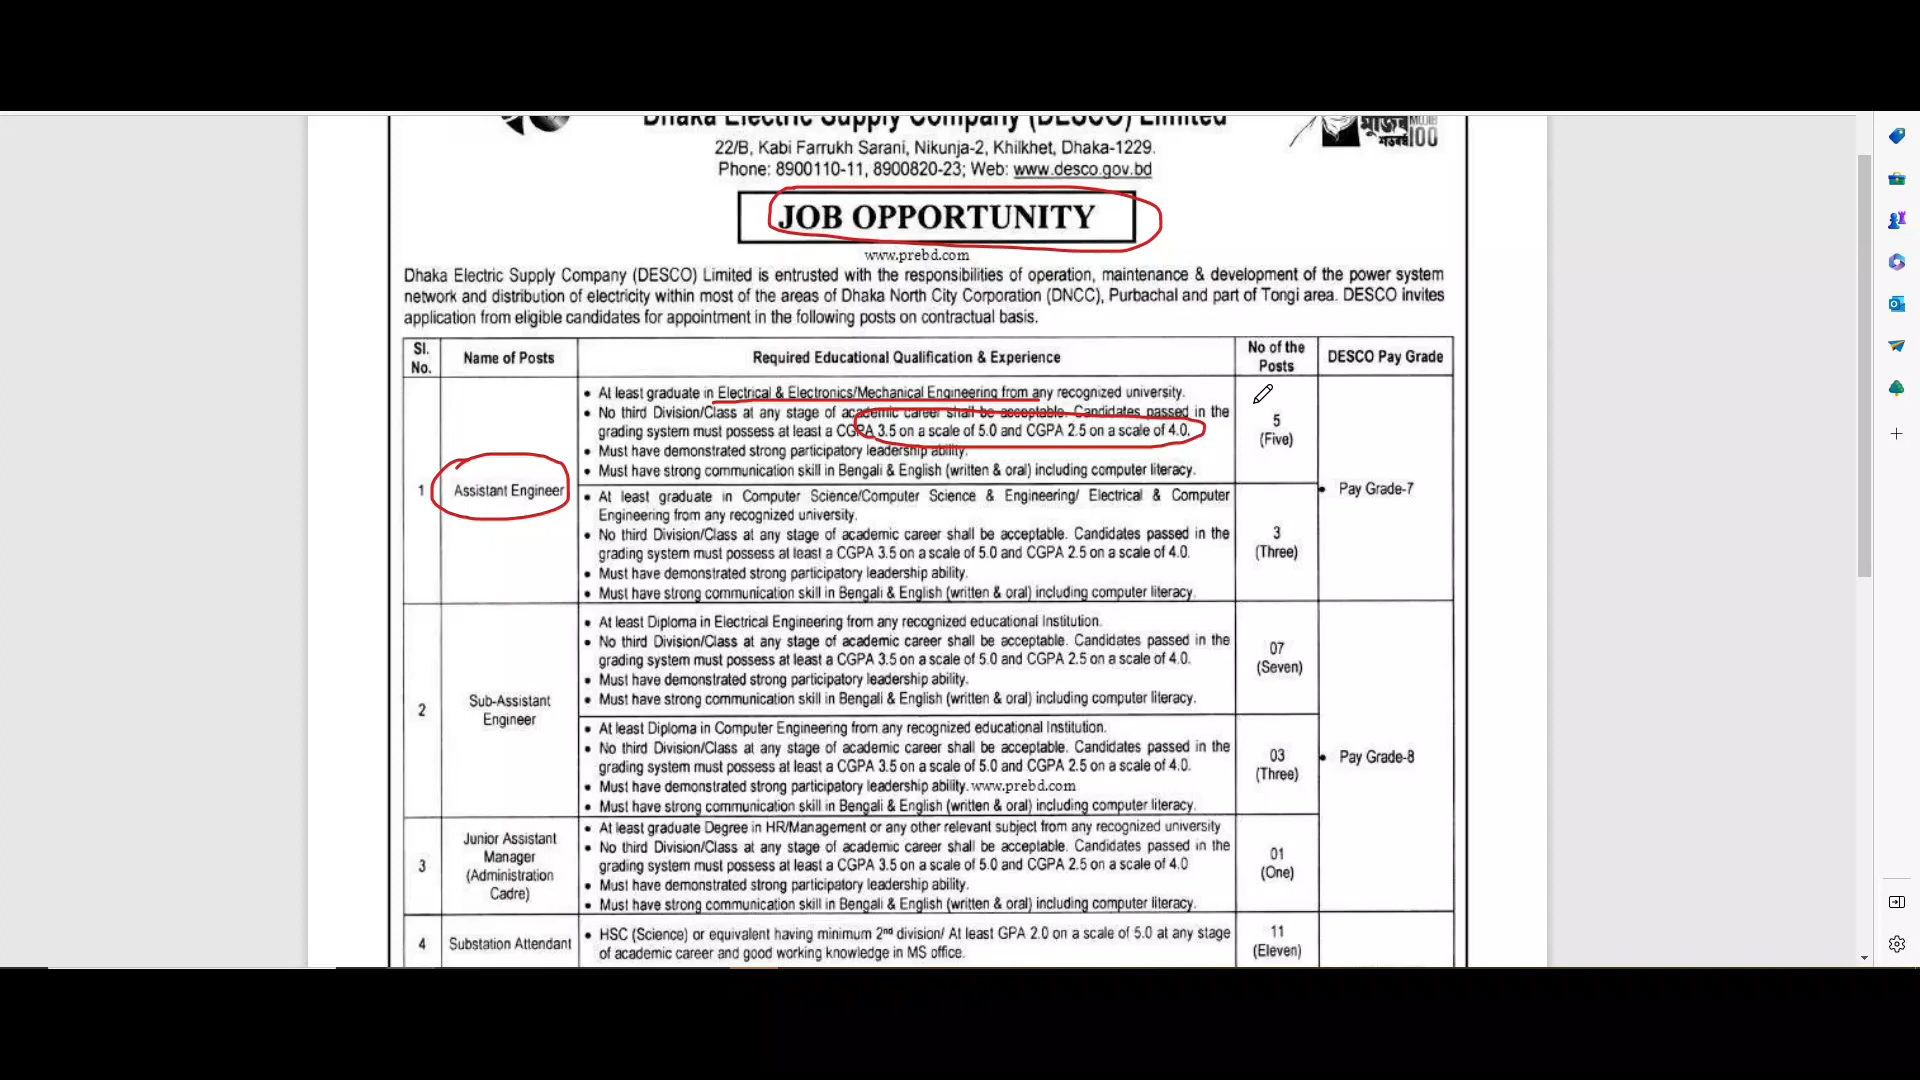 Dhaka Electric Supply Company (DESCO) Limited
22/B, Kabi Farrukh Sarani, Nikunja-2, Khilkhet, Dhaka-1229.
Phone: 8900110-11, 8900820-23; Web: www.desco.gov.bd
মুজিব MUJIB
শতবর্ষ 100
JOB OPPORTUNITY
www.prebd.com
Dhaka Electric Supply Company (DESCO) Limited is entrusted with the responsibilities of operation, maintenance & development of the power system
network and distribution of electricity within most of the areas of Dhaka North City Corporation (DNCC), Purbachal and part of Tongi area. DESCO invites
application from eligible candidates for appointment in the following posts on contractual basis.
Sl. No. Name of Posts Required Educational Qualification & Experience No of the Posts DESCO Pay Grade
1 Assistant Engineer
• At least graduate in Electrical & Electronics/Mechanical Engineering from any recognized university.
• No third Division/Class at any stage of academic career shall be acceptable. Candidates passed in the
grading system must possess at least a CGPA 3.5 on a scale of 5.0 and CGPA 2.5 on a scale of 4.0.
• Must have demonstrated strong participatory leadership ability.
• Must have strong communication skill in Bengali & English (written & oral) including computer literacy.
5
(Five)
• At least graduate in Computer Science/Computer Science & Engineering/ Electrical & Computer
Engineering from any recognized university.
• No third Division/Class at any stage of academic career shall be acceptable. Candidates passed in the
grading system must possess at least a CGPA 3.5 on a scale of 5.0 and CGPA 2.5 on a scale of 4.0.
• Must have demonstrated strong participatory leadership ability.
• Must have strong communication skill in Bengali & English (written & oral) including computer literacy.
3
(Three)
• Pay Grade-7
2 Sub-Assistant
Engineer
• At least Diploma in Electrical Engineering from any recognized educational Institution.
• No third Division/Class at any stage of academic career shall be acceptable. Candidates passed in the
grading system must possess at least a CGPA 3.5 on a scale of 5.0 and CGPA 2.5 on a scale of 4.0.
• Must have demonstrated strong participatory leadership ability.
• Must have strong communication skill in Bengali & English (written & oral) including computer literacy.
07
(Seven)
• At least Diploma in Computer Engineering from any recognized educational Institution.
• No third Division/Class at any stage of academic career shall be acceptable. Candidates passed in the
grading system must possess at least a CGPA 3.5 on a scale of 5.0 and CGPA 2.5 on a scale of 4.0.
• Must have demonstrated strong participatory leadership ability. www.prebd.com
• Must have strong communication skill in Bengali & English (written & oral) including computer literacy.
03
(Three)
• Pay Grade-8
3 Junior Assistant
Manager
(Administration
Cadre)
• At least graduate Degree in HR/Management or any other relevant subject from any recognized university
• No third Division/Class at any stage of academic career shall be acceptable. Candidates passed in the
grading system must possess at least a CGPA 3.5 on a scale of 5.0 and CGPA 2.5 on a scale of 4.0
• Must have demonstrated strong participatory leadership ability.
• Must have strong communication skill in Bengali & English (written & oral) including computer literacy.
01
(One)
4 Substation Attendant
• HSC (Science) or equivalent having minimum 2nd division/ At least GPA 2.0 on a scale of 5.0 at any stage
of academic career and good working knowledge in MS office.
11
(Eleven)